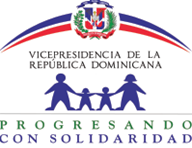 VICEPRESIDENCIA DE LA
REPÚBLICA DOMINICANA
PROGRESANDO
CON SOLIDARIDAD